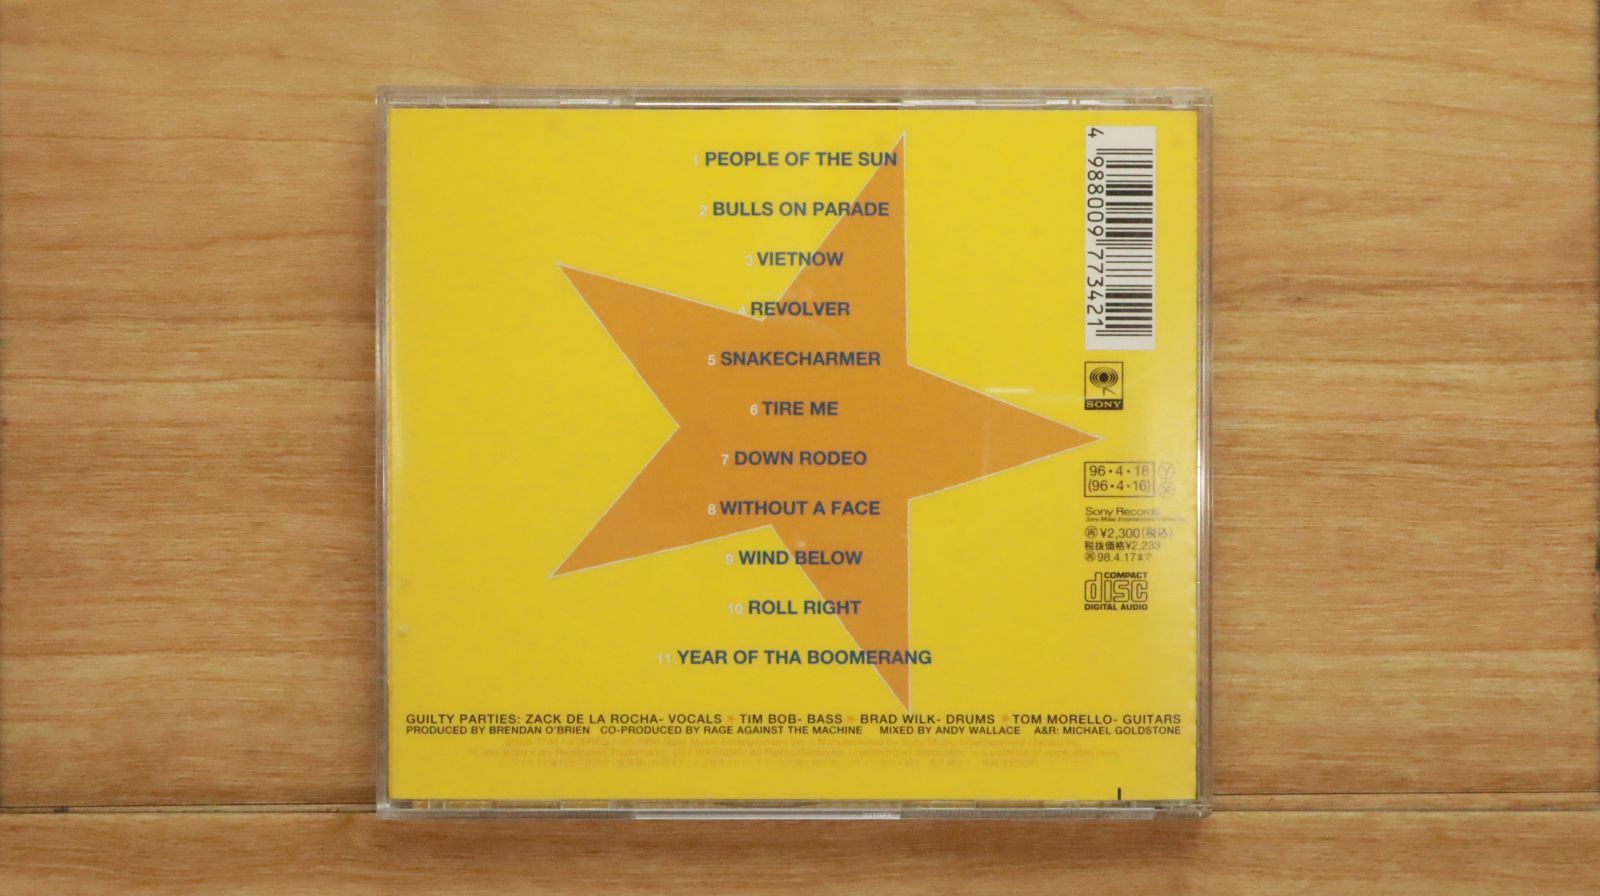 1 PEOPLE OF THE SUN
2 BULLS ON PARADE
3 VIETNOW
4 REVOLVER
5 SNAKECHARMER
6 TIRE ME
7 DOWN RODEO
8 WITHOUT A FACE
9 WIND BELOW
10 ROLL RIGHT
11 YEAR OF THA BOOMERANG
4 988009 773421
SONY
96・4・18 Y
(96・4・16)
Sony Records
再 ¥2,300(税込)
税抜価格¥2,233
再 98.4.17まで
COMPACT
disc
DIGITAL AUDIO
GUILTY PARTIES: ZACK DE LA ROCHA- VOCALS ★ TIM BOB- BASS ★ BRAD WILK- DRUMS ★ TOM MORELLO- GUITARS
PRODUCED BY BRENDAN O'BRIEN CO-PRODUCED BY RAGE AGAINST THE MACHINE MIXED BY ANDY WALLACE A&R: MICHAEL GOLDSTONE